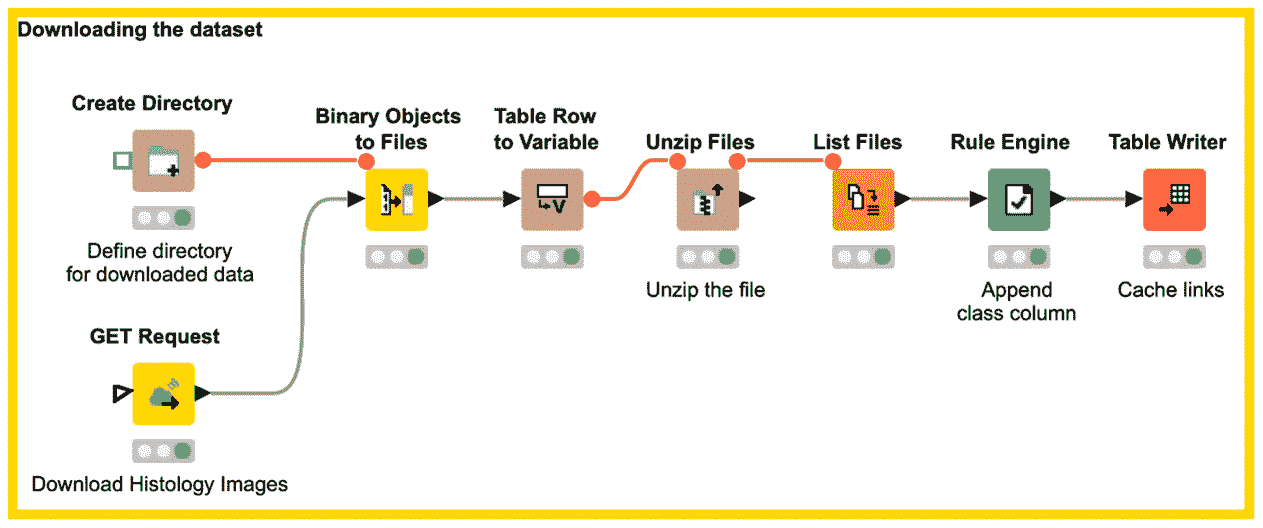 Downloading the dataset
Create Directory
Define directory
for downloaded data
GET Request
Download Histology Images
Binary Objects
to Files
Table Row
to Variable
V
Unzip Files
Unzip the file
List Files
Rule Engine
Append
class column
Table Writer
Cache links